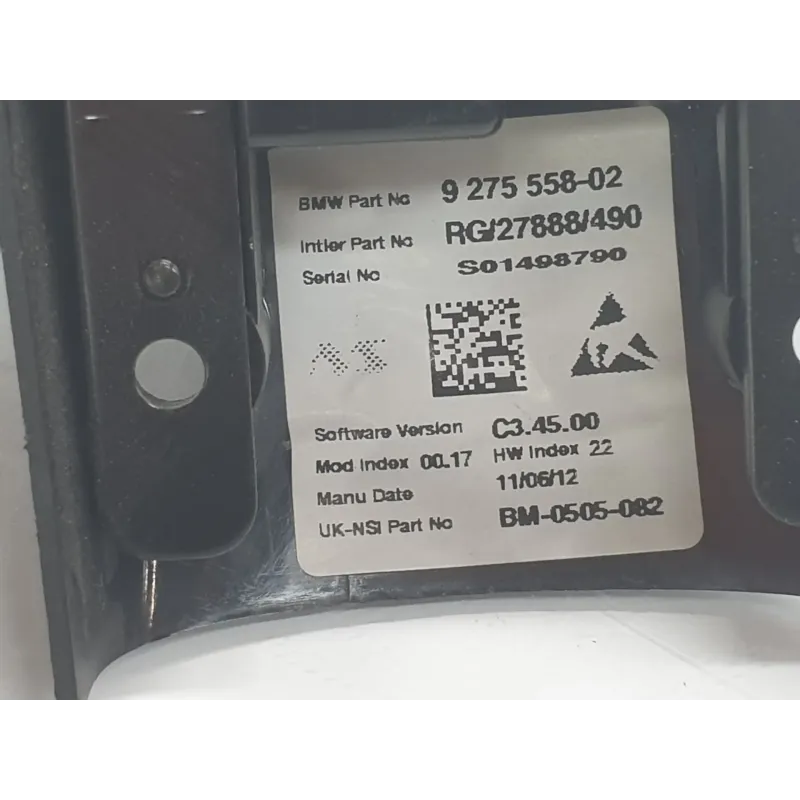 BMW Part No 9 275 558-02
Intier Part No RG/27888/490
Serial No S01498790
AS
Software Version C3.45.00
Mod Index 00.17 HW Index 22
Manu Date 11/06/12
UK-NSI Part No BM-0505-082